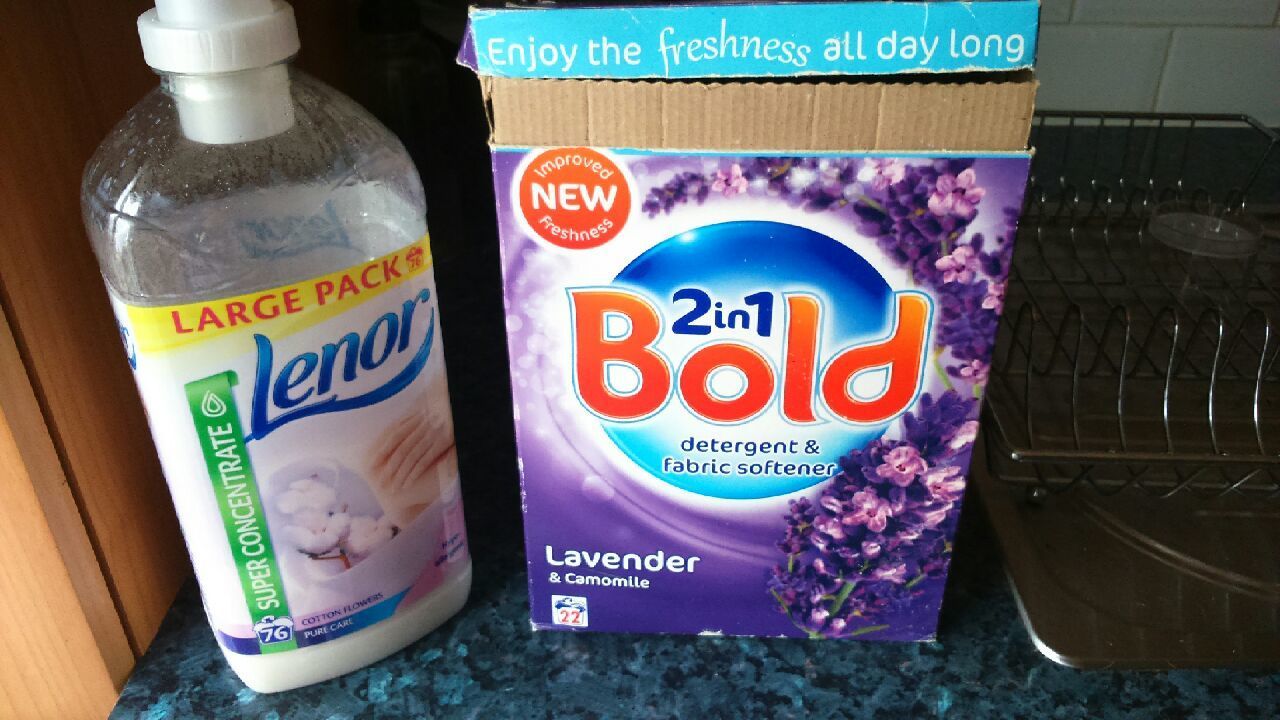 LARGE PACK 76
Lenor
SUPER CONCENTRATE
76
COTTON FLOWERS
PURE CARE
Enjoy the freshness all day long
Improved
NEW
Freshness
2in1
Bold
detergent &
fabric softener
Lavender
& Camomile
22